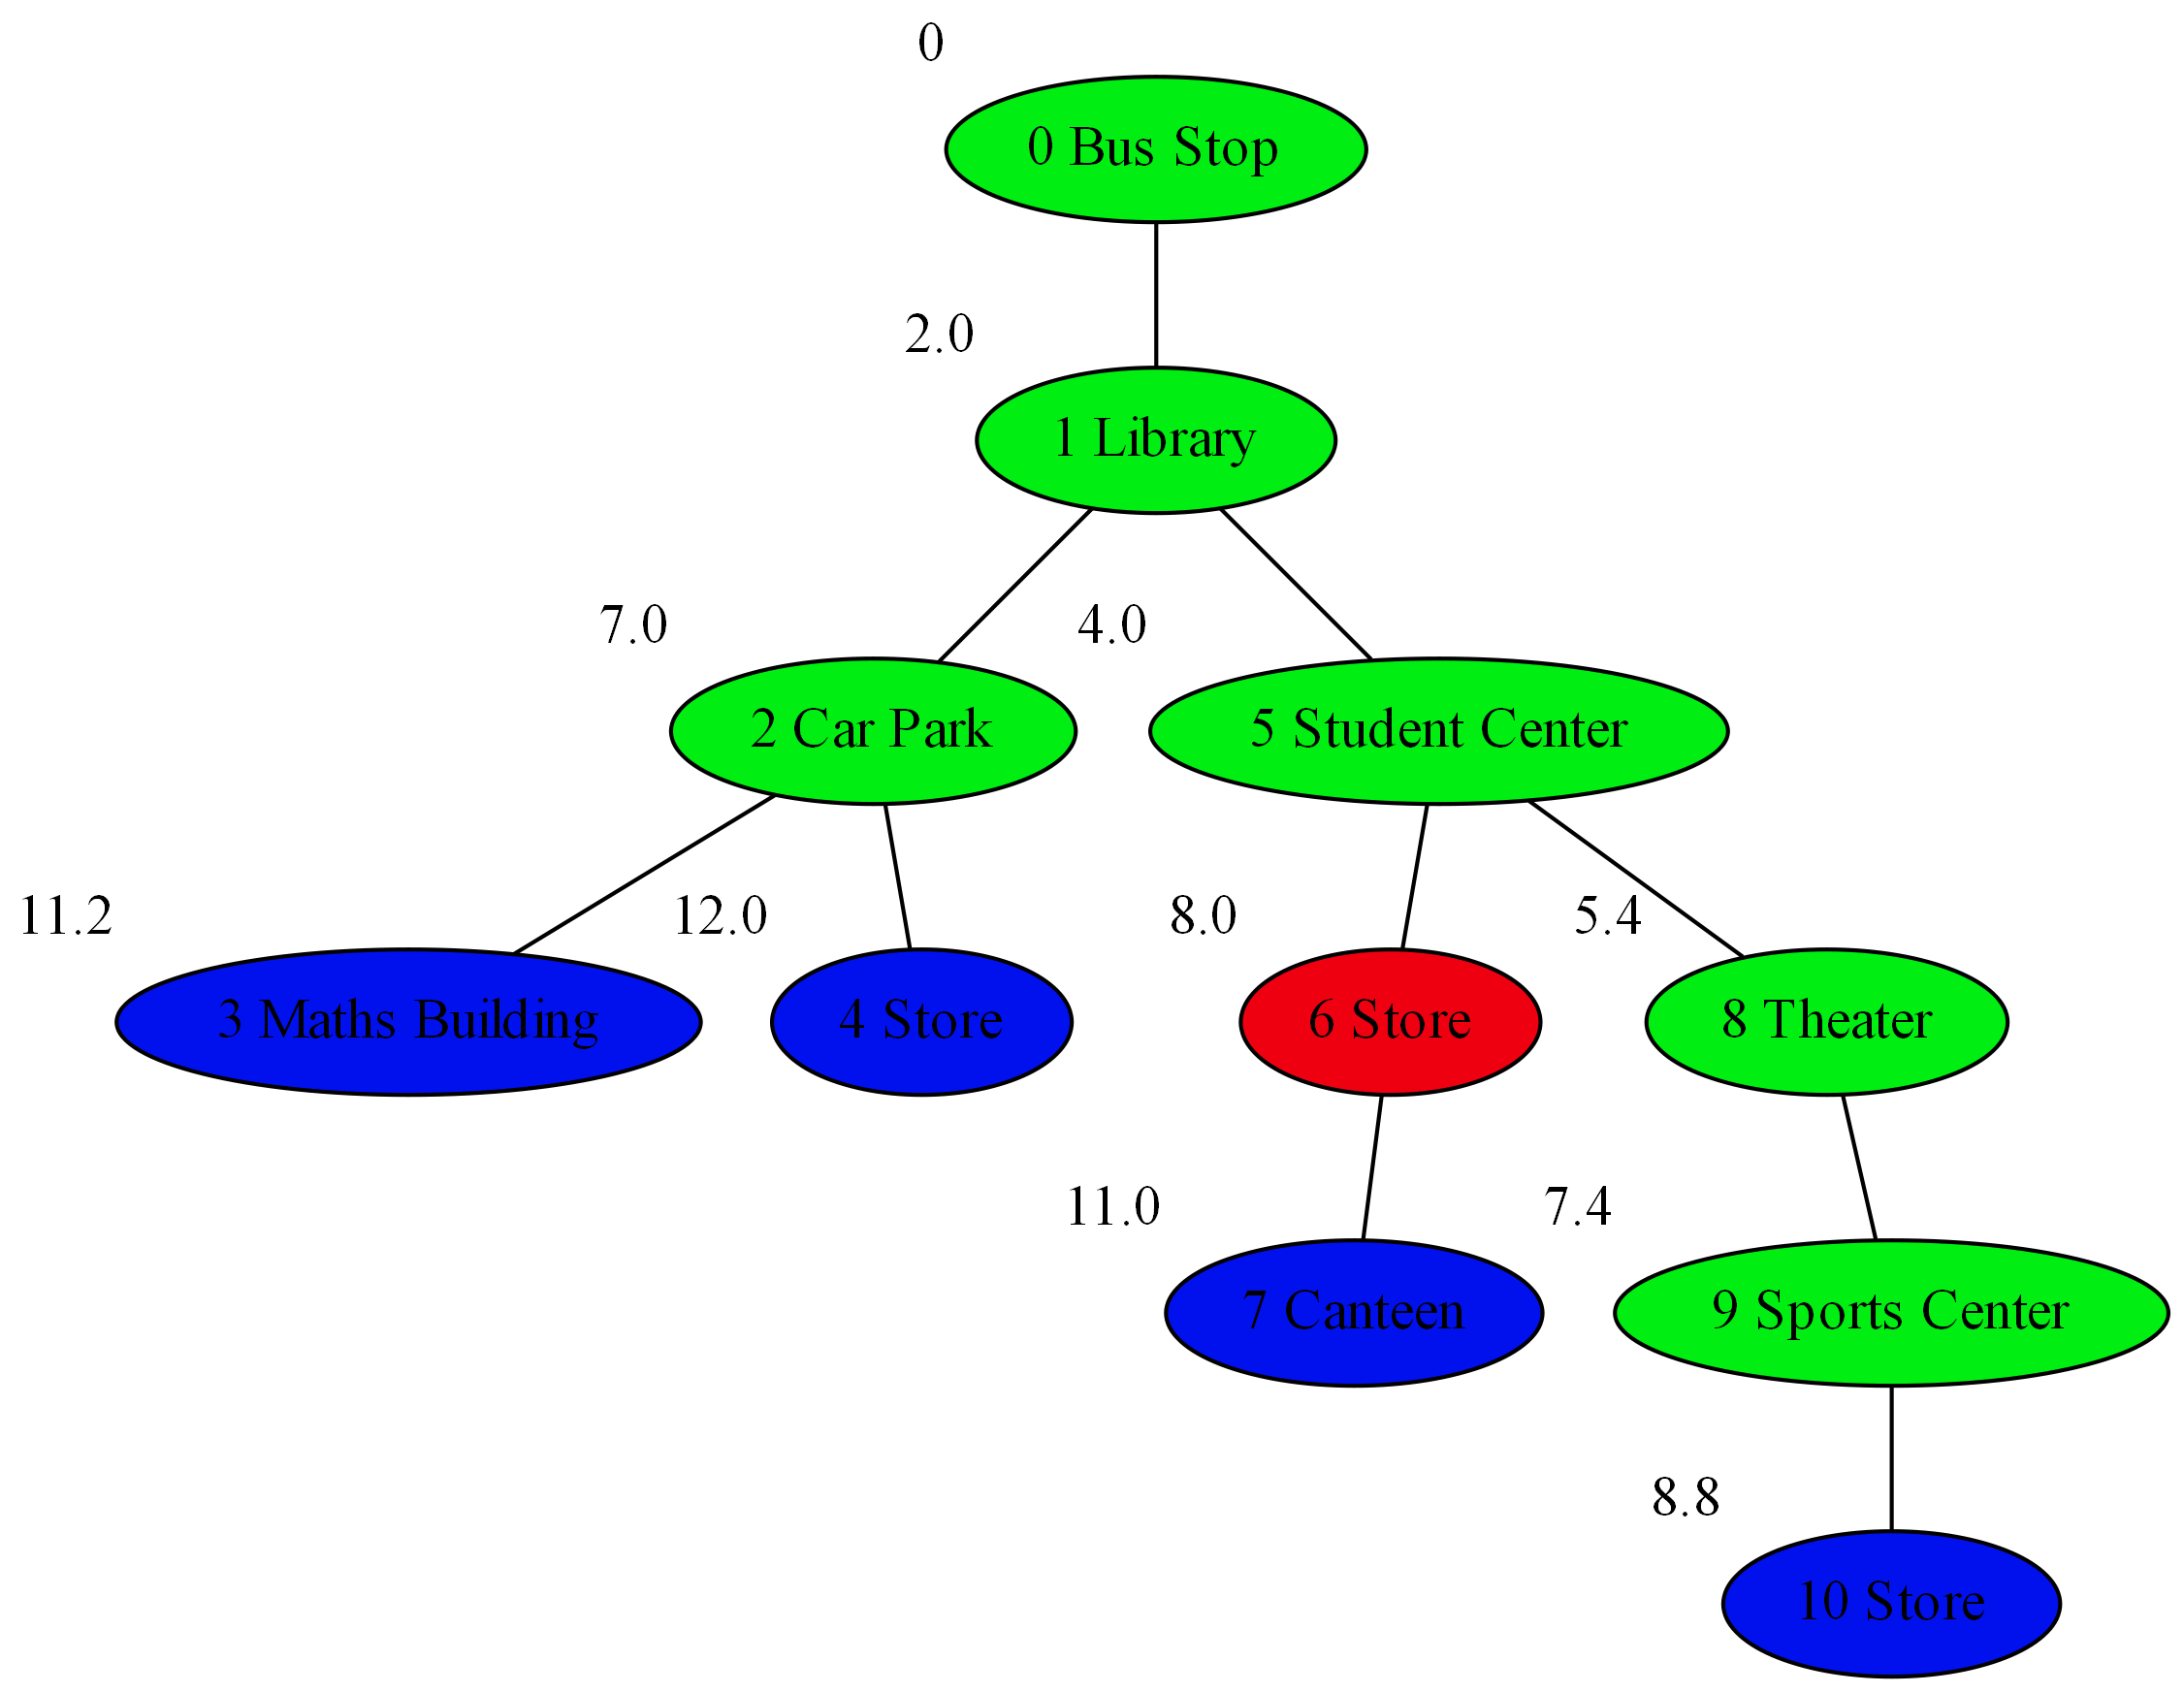 0
0 Bus Stop
2.0
1 Library
7.0
4.0
2 Car Park
5 Student Center
11.2
12.0
8.0
5.4
3 Maths Building
4 Store
6 Store
8 Theater
11.0
7.4
7 Canteen
9 Sports Center
8.8
10 Store